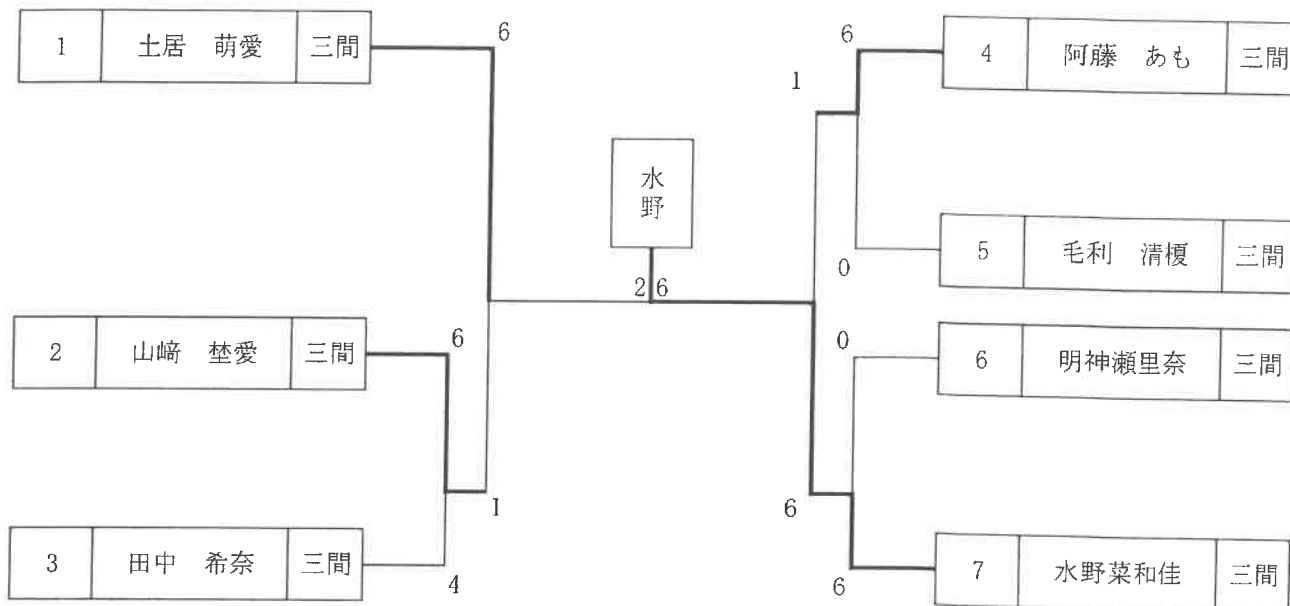 1 土居 萌愛 三間
6
2 山﨑 埜愛 三間
6
3 田中 希奈 三間
4
1
水野
2 6
4 阿藤 あも 三間
6
1
5 毛利 清榎 三間
0
6 明神瀬里奈 三間
0
7 水野菜和佳 三間
6
6